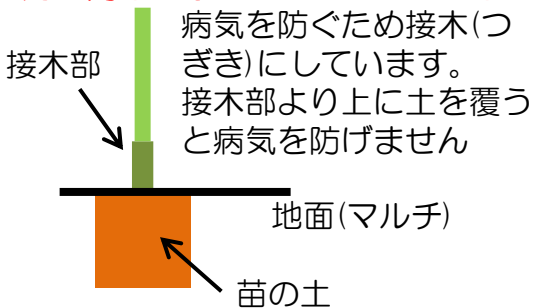 病気を防ぐため接木(つ
ぎき)にしています。
接木部より上に土を覆う
と病気を防げません
接木部
地面(マルチ)
苗の土